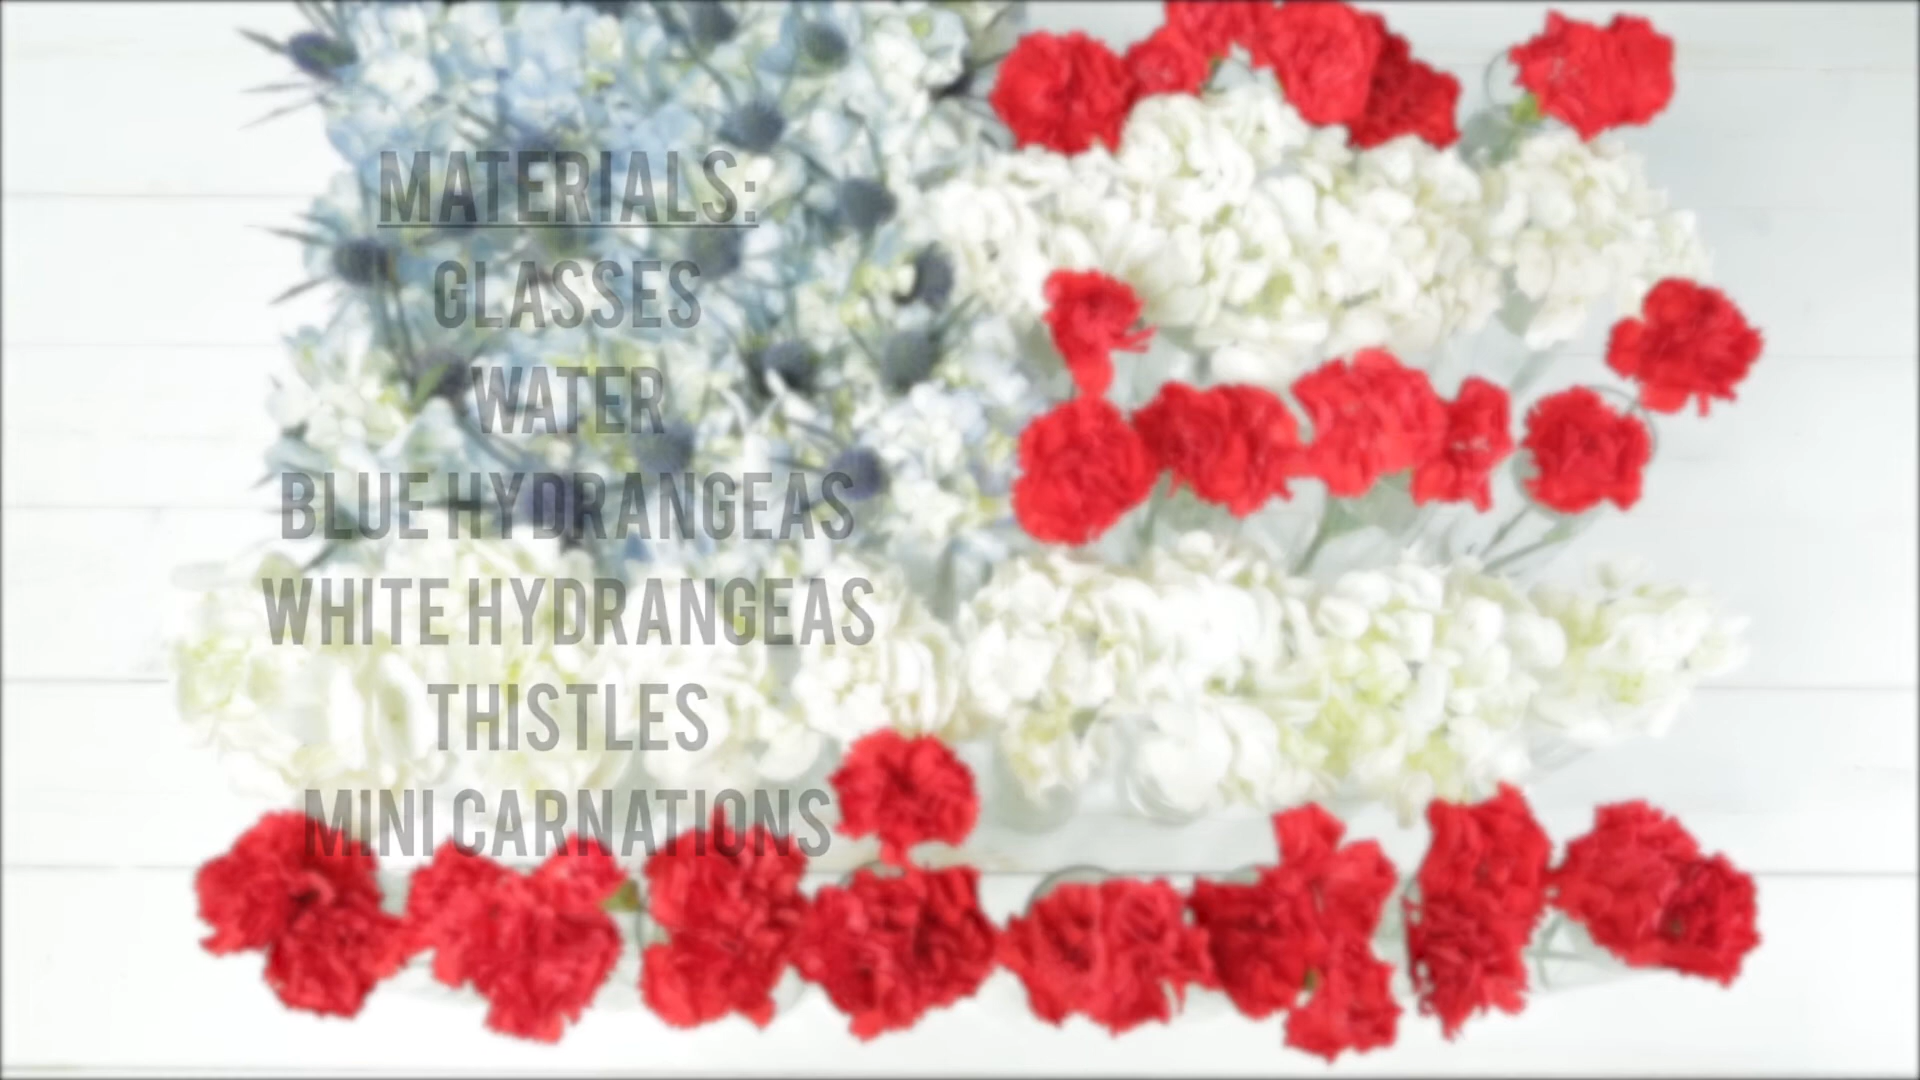 MATERIALS:
GLASSES
WATER
BLUE HYDRANGEAS
WHITE HYDRANGEAS
THISTLES
MINI CARNATIONS